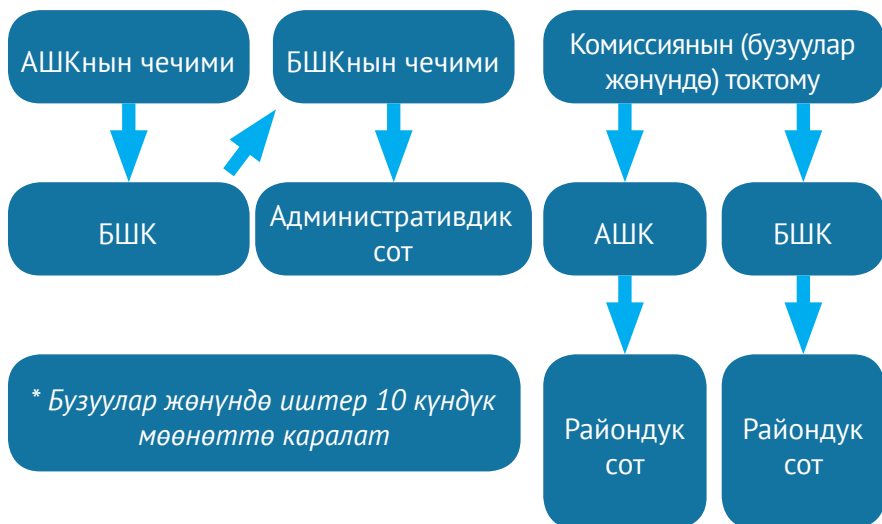 АШКнын чечими
БШКнын чечими
Комиссиянын (бузуулар
жөнүндө) токтому
БШК
Административдик
сот
АШК
БШК
* Бузуулар жөнүндө иштер 10 күндүк
мөөнөттө каралат
Райондук
сот
Райондук
сот